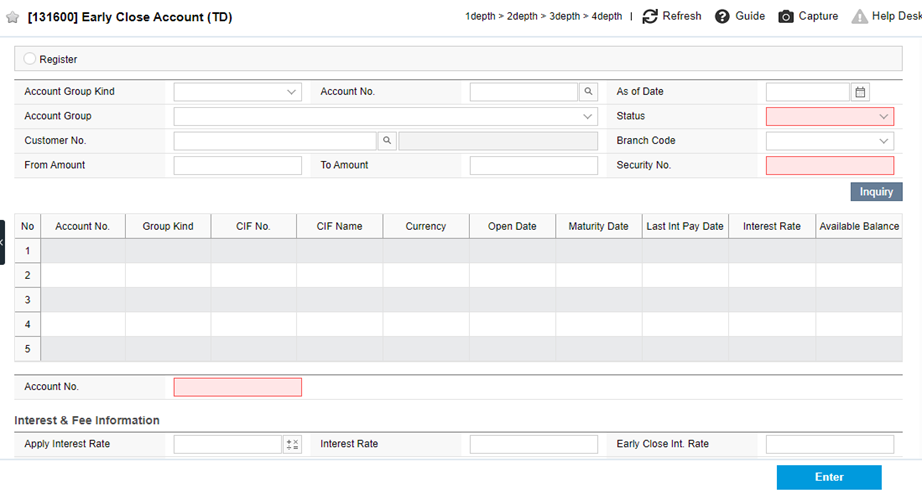 [131600] Early Close Account (TD) 1depth > 2depth > 3depth > 4depth | Refresh Guide Capture Help Desk
Register
Account Group Kind Account No. As of Date
Account Group Status
Customer No. Branch Code
From Amount To Amount Security No.
Inquiry
No Account No. Group Kind CIF No. CIF Name Currency Open Date Maturity Date Last Int Pay Date Interest Rate Available Balance
1
2
3
4
5
Account No.
Interest & Fee Information
Apply Interest Rate Interest Rate Early Close Int. Rate
Enter